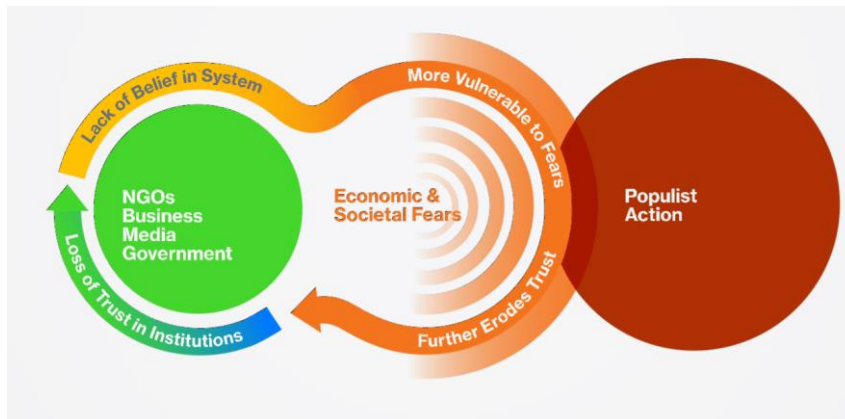 Lack of Belief in System
NGOs
Business
Media
Government
Loss of Trust in Institutions
More Vulnerable to Fears
Economic &
Societal Fears
Further Erodes Trust
Populist
Action